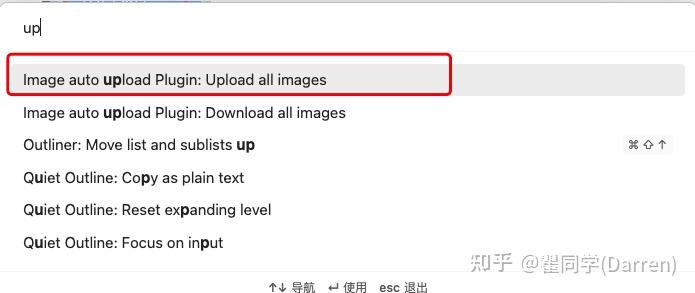 up
Image auto upload Plugin: Upload all images
Image auto upload Plugin: Download all images
Outliner: Move list and sublists up ⌘⇧↑
Quiet Outline: Copy as plain text
Quiet Outline: Reset expanding level
Quiet Outline: Focus on input
知乎 @瞿同学(Darren)
↑↓ 导航 ↵ 使用 esc 退出